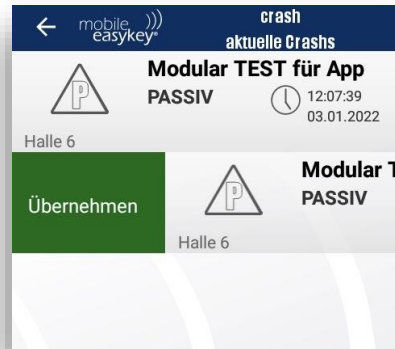 mobile easykey®
crash
aktuelle Crashs
Modular TEST für App
P
PASSIV
12:07:39
03.01.2022
Halle 6
Übernehmen
P
Modular T
PASSIV
Halle 6